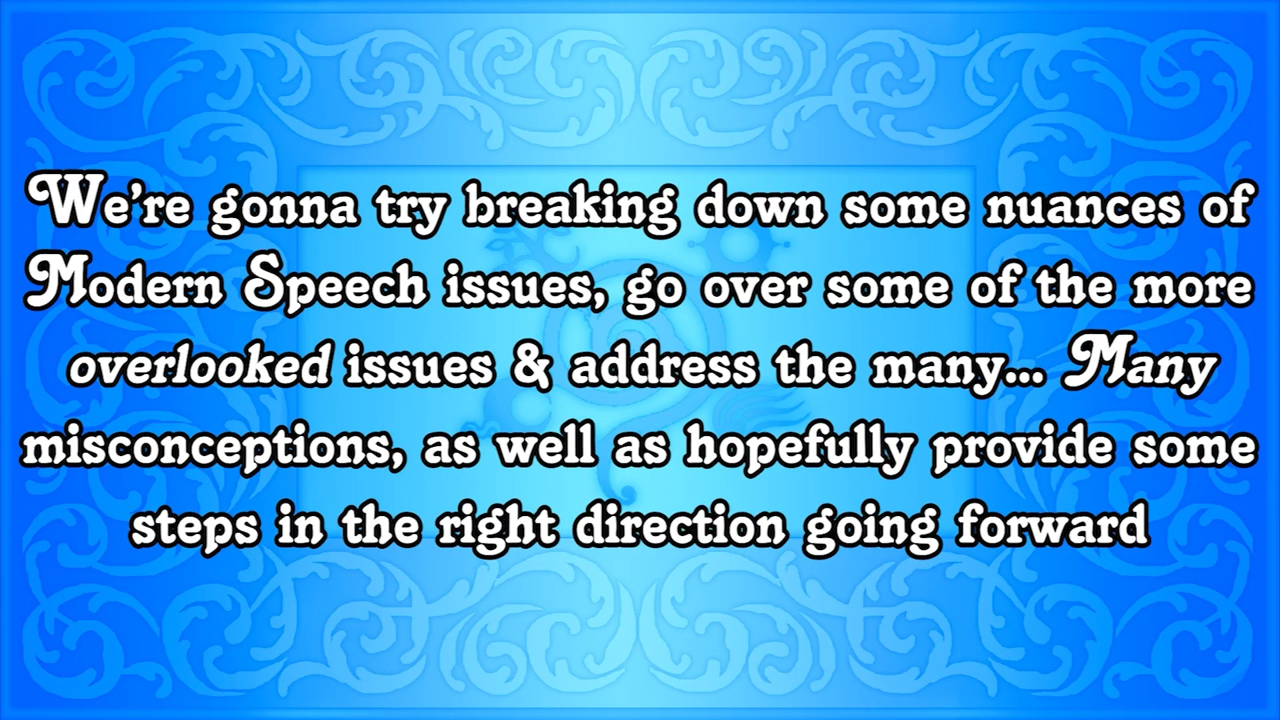 We're gonna try breaking down some nuances of
Modern Speech issues, go over some of the more
overlooked issues & address the many... Many
misconceptions, as well as hopefully provide some
steps in the right direction going forward